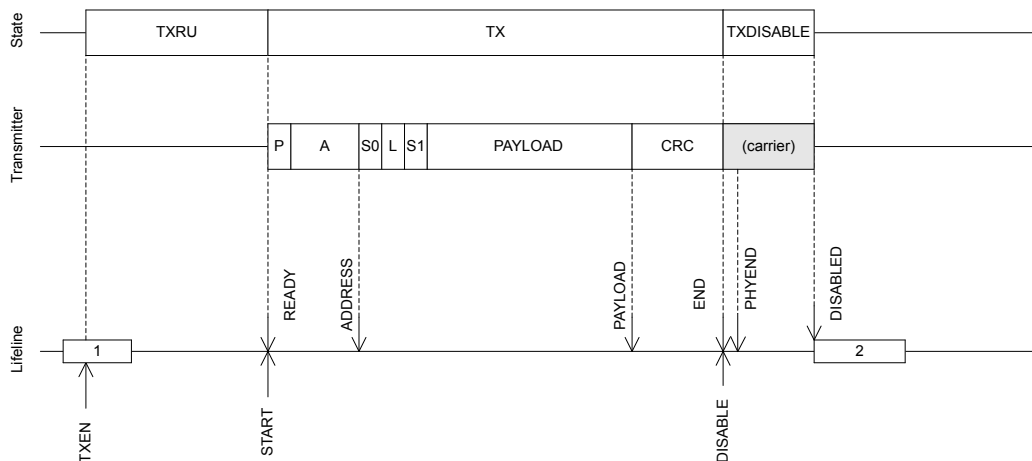 State
TXRU
TX
TXDISABLE
Transmitter
P
A
S0
L
S1
PAYLOAD
CRC
(carrier)
READY
ADDRESS
PAYLOAD
END
PHYEND
DISABLED
Lifeline
1
2
TXEN
START
DISABLE